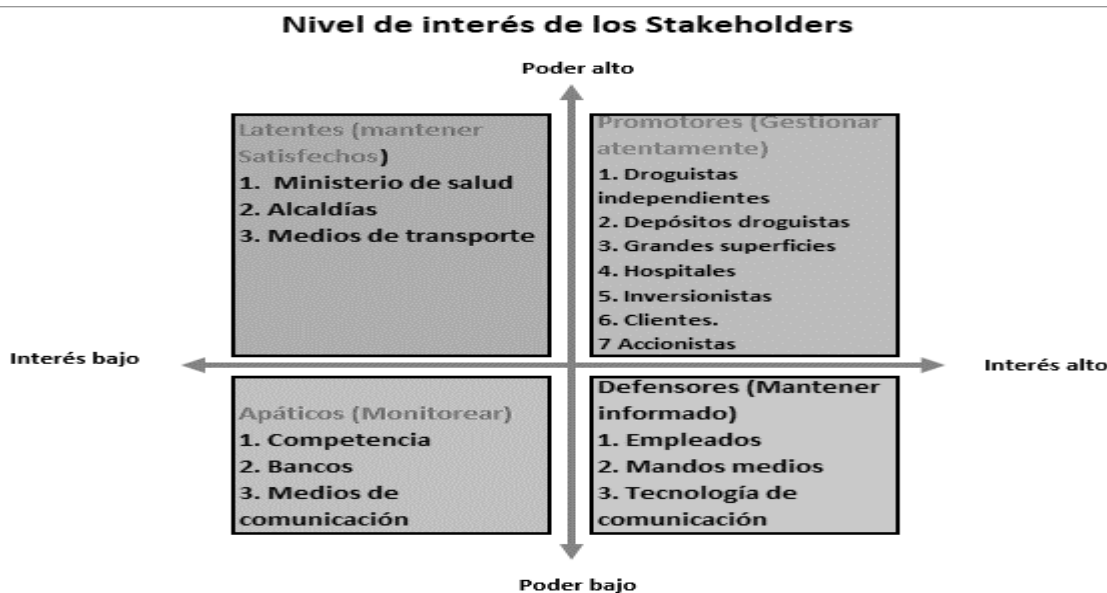 Nivel de interés de los Stakeholders
Poder alto
Latentes (mantener
Satisfechos)
1. Ministerio de salud
2. Alcaldías
3. Medios de transporte
Promotores (Gestionar
atentamente)
1. Droguistas
independientes
2. Depósitos droguistas
3. Grandes superficies
4. Hospitales
5. Inversionistas
6. Clientes.
7 Accionistas
Interés bajo
Interés alto
Apáticos (Monitorear)
1. Competencia
2. Bancos
3. Medios de
comunicación
Defensores (Mantener
informado)
1. Empleados
2. Mandos medios
3. Tecnología de
comunicación
Poder bajo